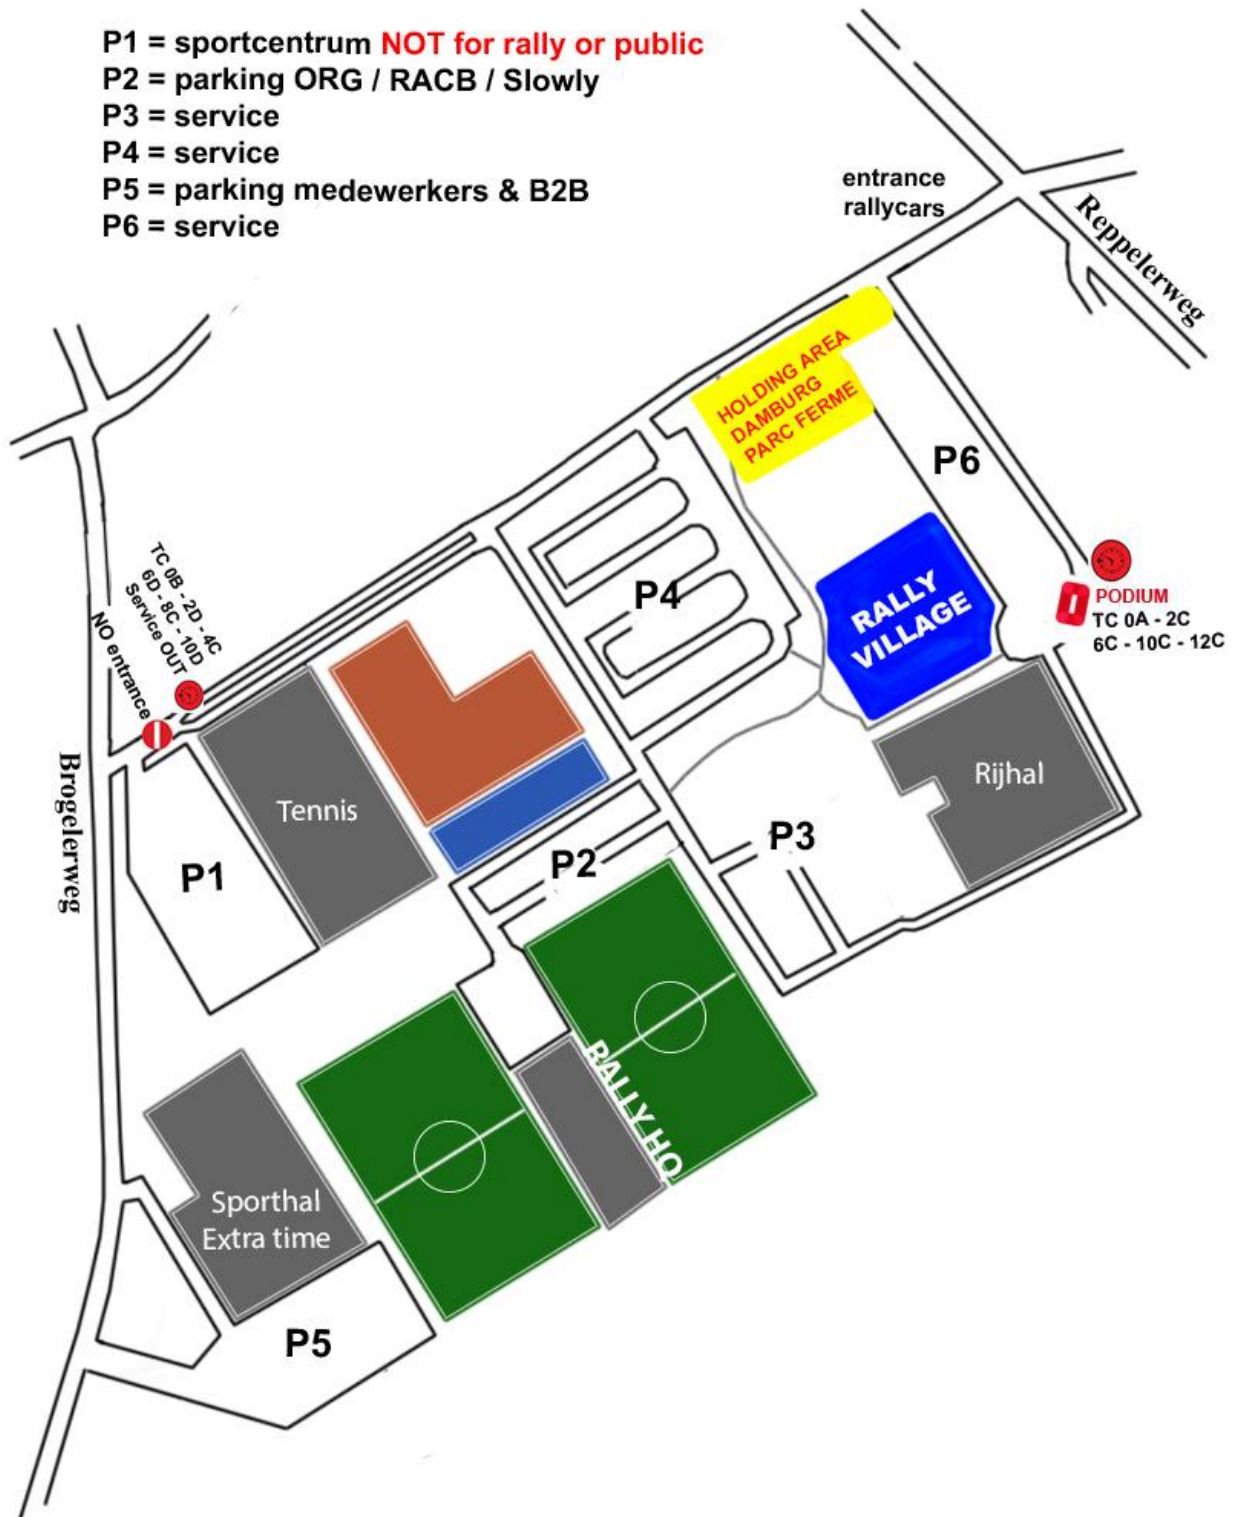 P1 = sportcentrum NOT for rally or public
P2 = parking ORG / RACB / Slowly
P3 = service
P4 = service
P5 = parking medewerkers & B2B
P6 = service
entrance
rallycars
Reppelerweg
HOLDING AREA
DAMBURG
PARC FERME
P6
TC 0B - 2D - 4C
6D - 8C - 10D
Service OUT
NO entrance
P4
RALLY
VILLAGE
PODIUM
TC 0A - 2C
6C - 10C - 12C
Brogelerweg
Tennis
Rijhal
P1
P2
P3
RALLY HQ
Sporthal
Extra time
P5